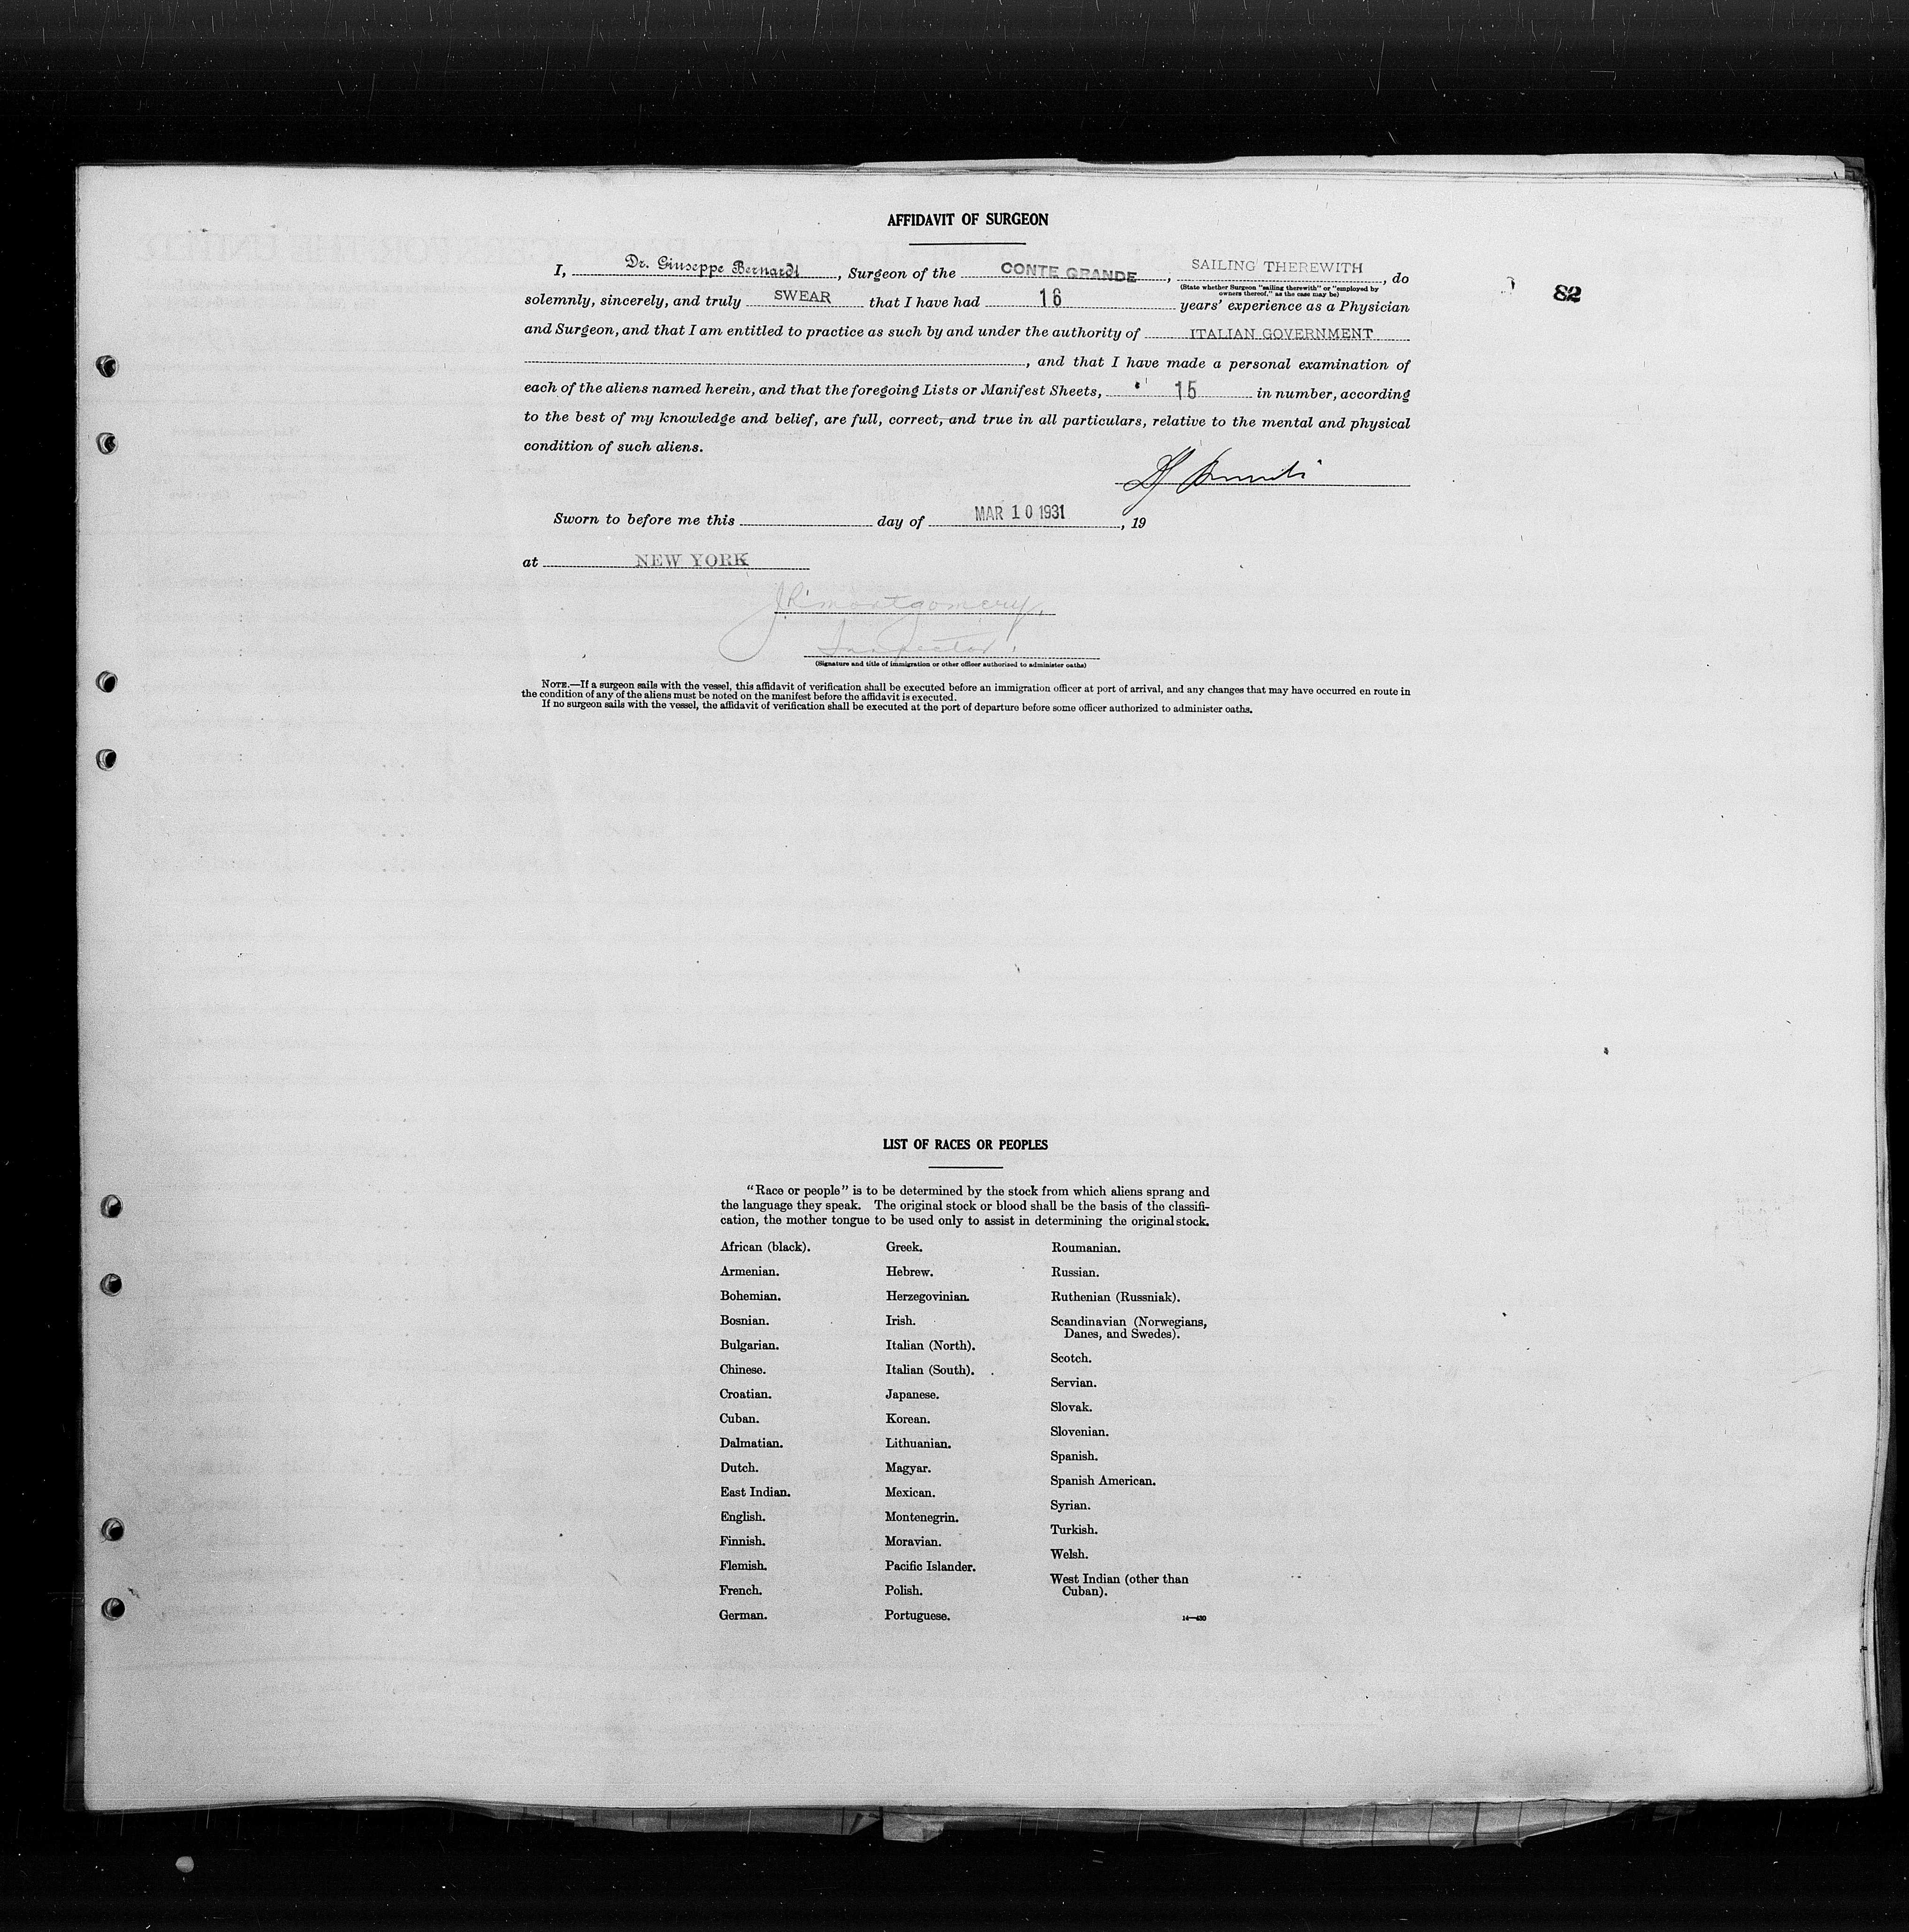 AFFIDAVIT OF SURGEON
I, Dr. Giuseppe Bernardi, Surgeon of the CONTE GRANDE, SAILING THEREWITH, do
(State whether Surgeon "sailing therewith" or "employed by
owners thereof," as the case may be)
82
solemnly, sincerely, and truly SWEAR that I have had 16 years' experience as a Physician
and Surgeon, and that I am entitled to practice as such by and under the authority of ITALIAN GOVERNMENT
, and that I have made a personal examination of
each of the aliens named herein, and that the foregoing Lists or Manifest Sheets, 15 in number, according
to the best of my knowledge and belief, are full, correct, and true in all particulars, relative to the mental and physical
condition of such aliens.
Sworn to before me this day of MAR 10 1931, 19
at NEW YORK
Montgomery
Inspector.
(Signature and title of immigration or other officer authorized to administer oaths)
NOTE.—If a surgeon sails with the vessel, this affidavit of verification shall be executed before an immigration officer at port of arrival, and any changes that may have occurred en route in
the condition of any of the aliens must be noted on the manifest before the affidavit is executed.
If no surgeon sails with the vessel, the affidavit of verification shall be executed at the port of departure before some officer authorized to administer oaths.
LIST OF RACES OR PEOPLES
"Race or people" is to be determined by the stock from which aliens sprang and
the language they speak. The original stock or blood shall be the basis of the classifi-
cation, the mother tongue to be used only to assist in determining the original stock.
African (black).
Armenian.
Bohemian.
Bosnian.
Bulgarian.
Chinese.
Croatian.
Cuban.
Dalmatian.
Dutch.
East Indian.
English.
Finnish.
Flemish.
French.
German.
Greek.
Hebrew.
Herzegovinian.
Irish.
Italian (North).
Italian (South).
Japanese.
Korean.
Lithuanian.
Magyar.
Mexican.
Montenegrin.
Moravian.
Pacific Islander.
Polish.
Portuguese.
Roumanian.
Russian.
Ruthenian (Russniak).
Scandinavian (Norwegians,
Danes, and Swedes).
Scotch.
Servian.
Slovak.
Slovenian.
Spanish.
Spanish American.
Syrian.
Turkish.
Welsh.
West Indian (other than
Cuban).
14—430